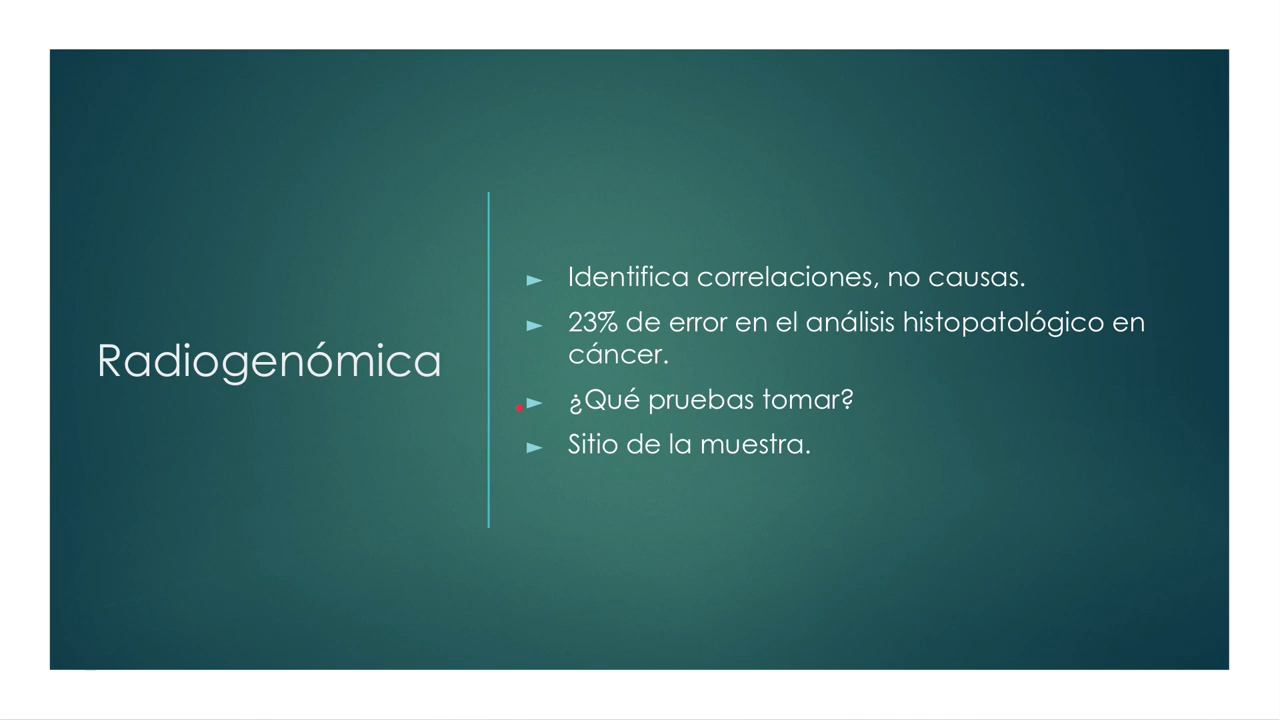 Radiogenómica
► Identifica correlaciones, no causas.
► 23% de error en el análisis histopatológico en
cáncer.
► ¿Qué pruebas tomar?
► Sitio de la muestra.